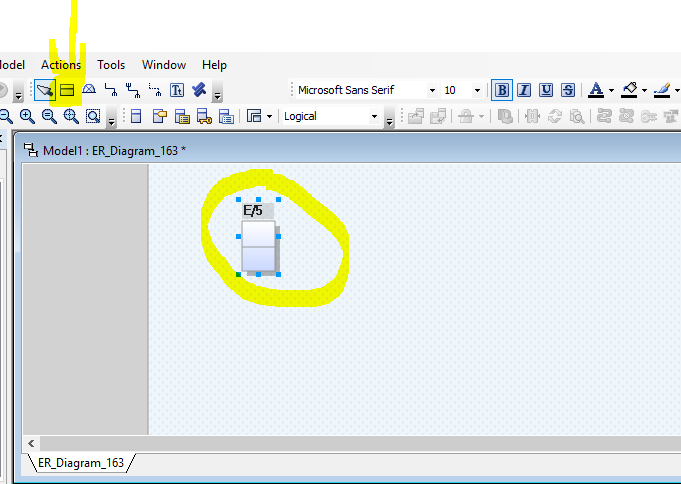 odel Actions Tools Window Help
Microsoft Sans Serif 10 B I U S A
Logical
Model1 : ER_Diagram_163 *
E/5
ER_Diagram_163